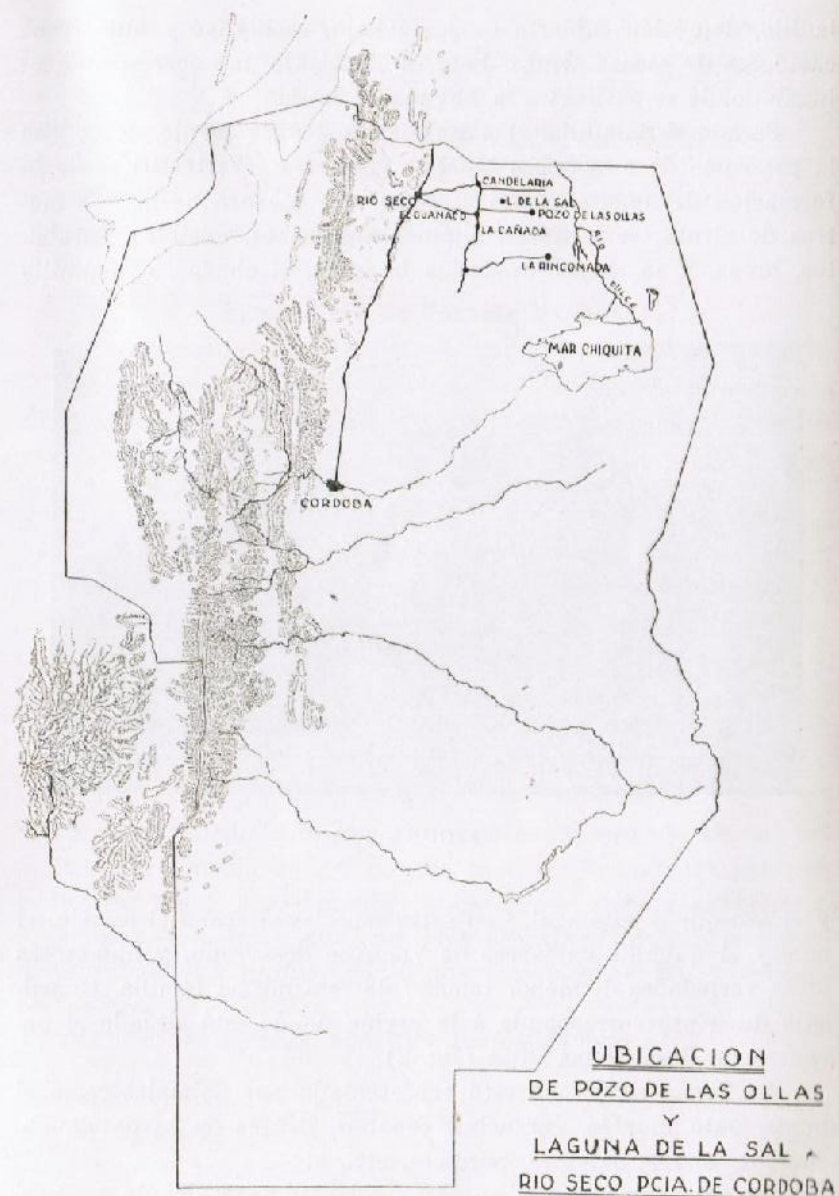 CANDELARIA
RIO SECO
L. DE LA SAL
EL GUANACO
POZO DE LAS OLLAS
LA CAÑADA
LA RINCONADA
MAR CHIQUITA
CORDOBA
UBICACION
DE POZO DE LAS OLLAS
Y
LAGUNA DE LA SAL
RIO SECO PCIA. DE CORDOBA